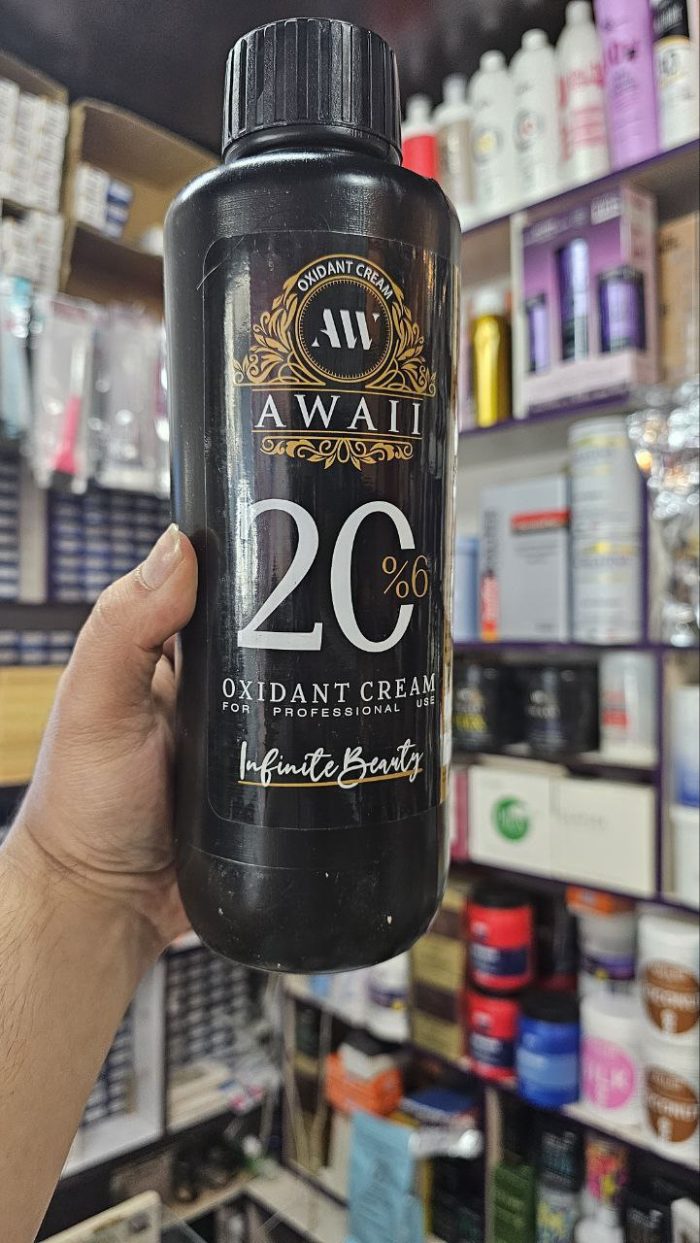 OXIDANT CREAM
AW
AWAII
20
%6
OXIDANT CREAM
FOR PROFESSIONAL USE
Infinite Beauty